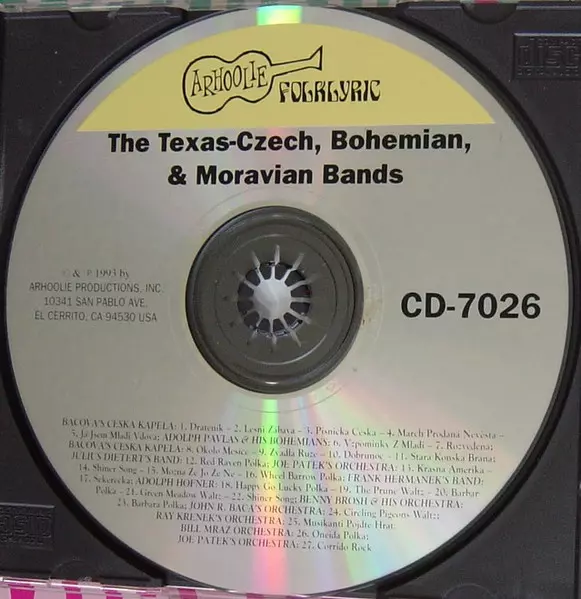 ARHOOLIE
FOLKLYRIC
The Texas-Czech, Bohemian,
& Moravian Bands
© & ℗ 1993 by
ARHOOLIE PRODUCTIONS, INC.
10341 SAN PABLO AVE.
EL CERRITO, CA 94530 USA
CD-7026
BACOVA'S CESKA KAPELA: 1. Dratenik - 2. Lesni Zabava - 3. Pisnicka Ceska - 4. March Prodana Nevěsta -
5. Já Jsem Mladi Vdova; ADOLPH PAVLAS & HIS BOHEMIANS: 6. Vzpominky Z Mladi - 7. Rozvedena;
BACOVA'S CESKA KAPELA: 8. Okolo Mesice - 9. Zvadla Ruze - 10. Dobrunec - 11. Stara Konska Brana;
JULIUS DIETERT'S BAND: 12. Red Raven Polka; JOE PATEK'S ORCHESTRA: 13. Krasna Amerika -
14. Shiner Song - 15. Mozna Ze Jo Ze Ne - 16. Wheel Barrow Polka; FRANK HERMANEK'S BAND:
17. Sekericka; ADOLPH HOFNER: 18. Happy Go Lucky Polka - 19. The Prune Waltz - 20. Barbar
Polka - 21. Green Meadow Waltz - 22. Shiner Song; BENNY BROSH & HIS ORCHESTRA:
23. Barbara Polka; JOHN R. BACA'S ORCHESTRA: 24. Circling Pigeons Waltz;
RAY KRENEK'S ORCHESTRA: 25. Musikanti Pojdte Hrat;
BILL MRAZ ORCHESTRA: 26. Oneida Polka;
JOE PATEK'S ORCHESTRA: 27. Corrido Rock
disc